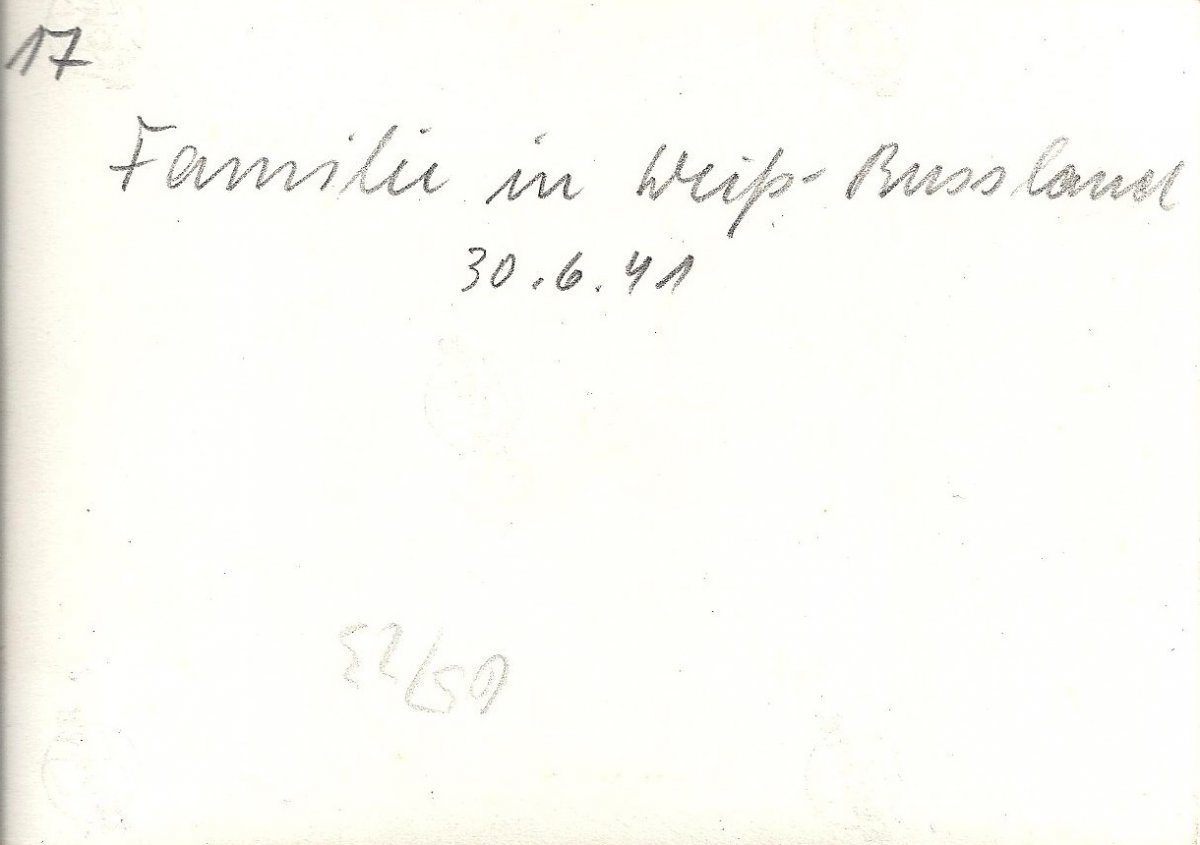 17
Familie in Weiß-Russland
30.6.41